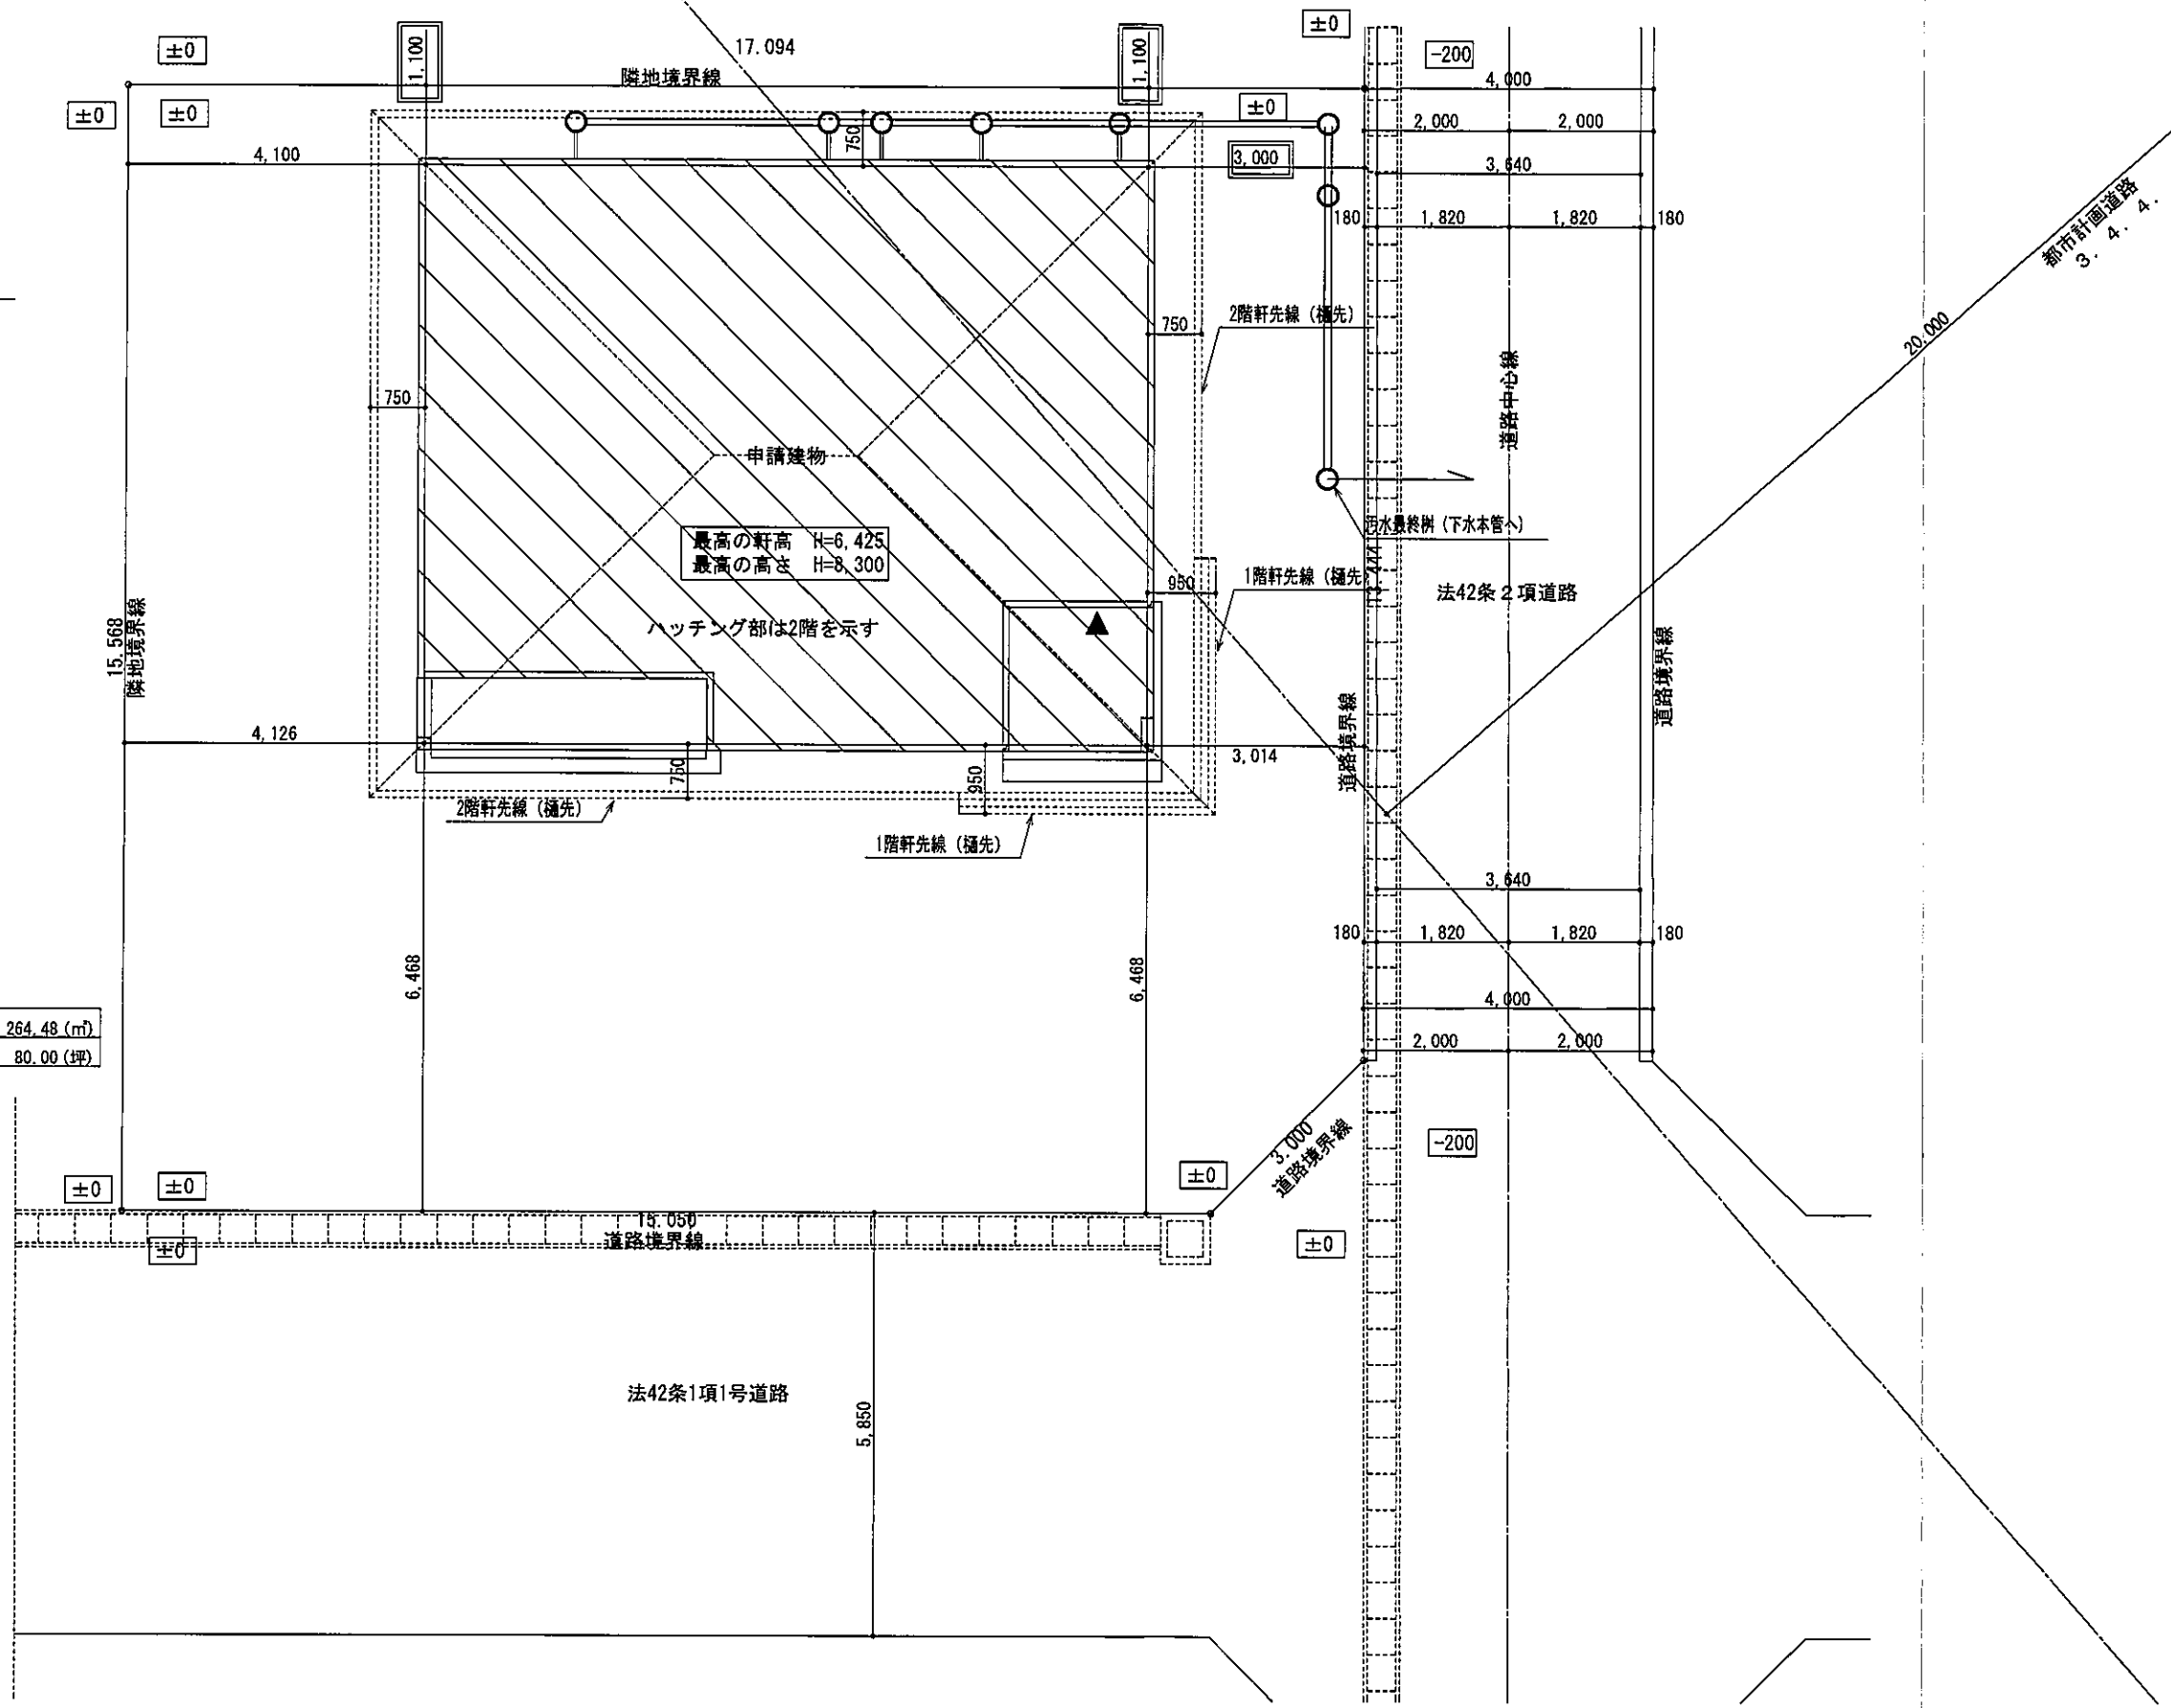 ±0
1,100
17.094
1,100
±0
-200
隣地境界線
4,000
±0
±0
±0
750
2,000
2,000
4,100
3,000
3,640
180
1,820
1,820
180
都市計画道路
3. 4. 4.
2階軒先線（樋先）
750
20,000
道路中心線
750
申請建物
汚水最終桝（下水本管へ）
最高の軒高 H=6,425
最高の高さ H=8,300
950
1階軒先線（樋先）
法42条２項道路
ハッチング部は2階を示す
15.568
隣地境界線
道路境界線
道路境界線
4,126
3,014
750
950
2階軒先線（樋先）
1階軒先線（樋先）
3,640
180
1,820
1,820
180
6,468
6,468
4,000
264.48(㎡)
80.00(坪)
2,000
2,000
3.000
道路境界線
-200
±0
±0
±0
15.050
道路境界線
±0
±0
法42条1項1号道路
5,850